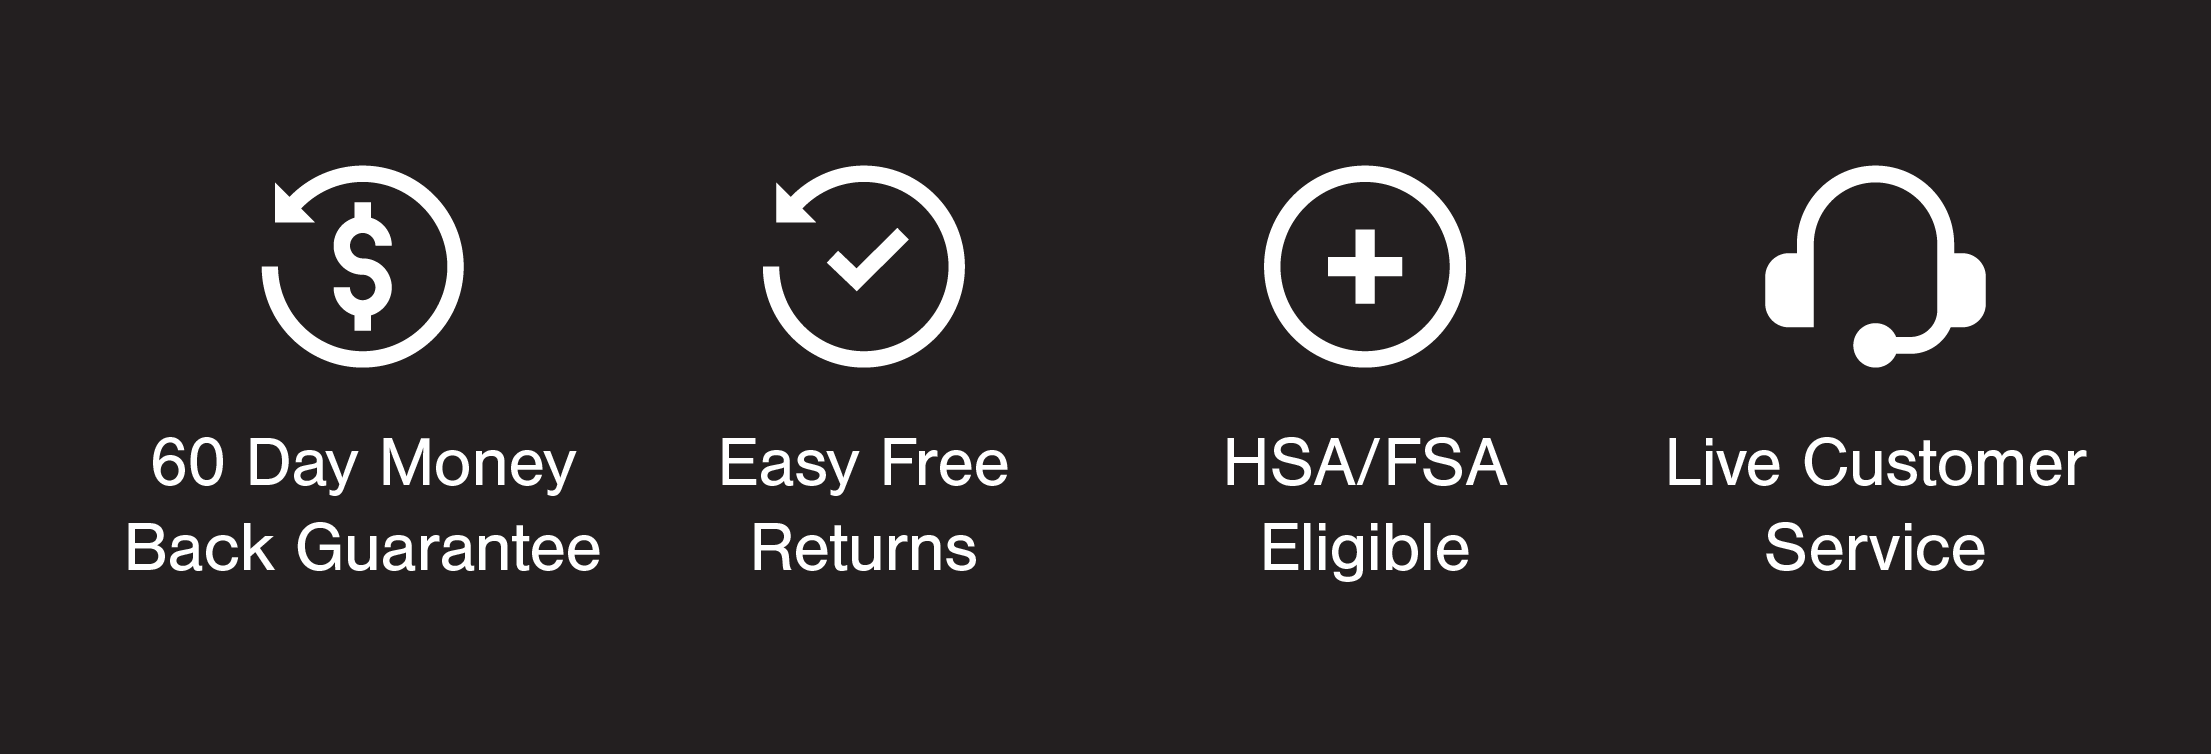 60 Day Money
Back Guarantee
Easy Free
Returns
HSA/FSA
Eligible
Live Customer
Service